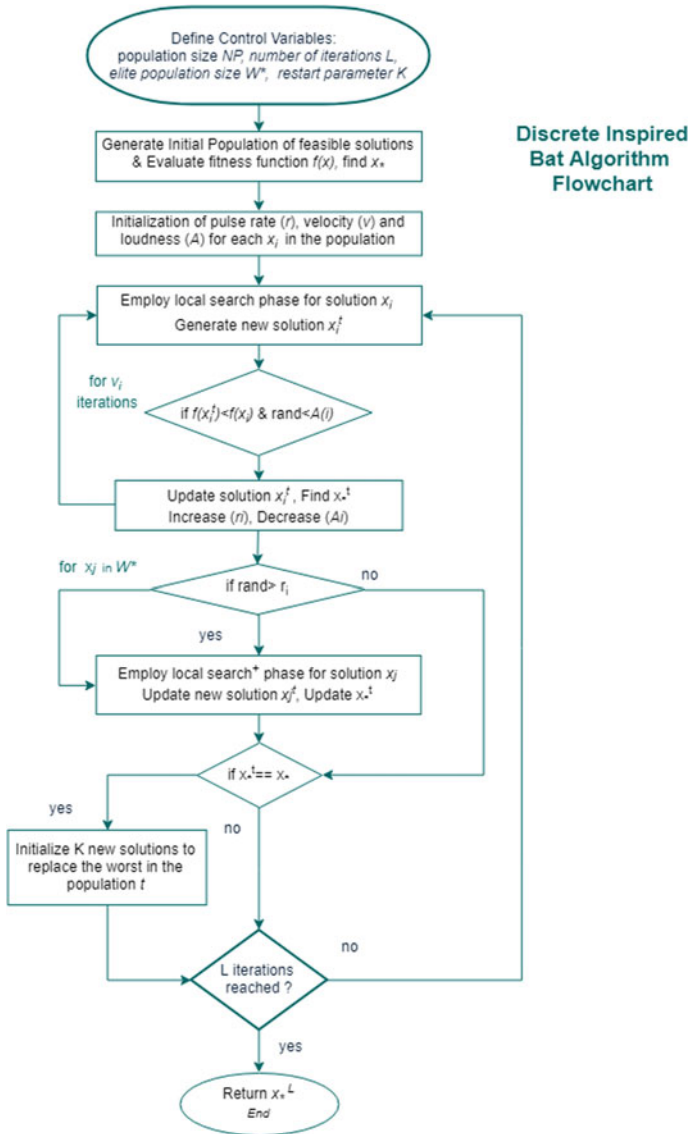 Define Control Variables:
population size NP, number of iterations L,
elite population size W*, restart parameter K
Discrete Inspired
Bat Algorithm
Flowchart
Generate Initial Population of feasible solutions
& Evaluate fitness function f(x), find x*
Initialization of pulse rate (r), velocity (v) and
loudness (A) for each xi in the population
Employ local search phase for solution xi
Generate new solution xi^t
for vi
iterations
if f(xi^t)<f(xi) & rand<A(i)
Update solution xi^t, Find x*^t
Increase (ri), Decrease (Ai)
for xj in W*
if rand> ri
no
yes
Employ local search+ phase for solution xj
Update new solution xj^t, Update x*^t
if x*^t== x*
yes
no
Initialize K new solutions to
replace the worst in the
population t
L iterations
reached ?
no
yes
Return x*^L
End